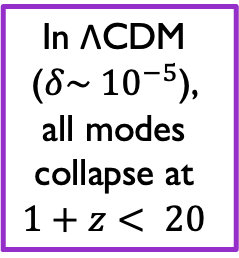 In ΛCDM
(δ~ 10⁻⁵),
all modes
collapse at
1 + z < 20